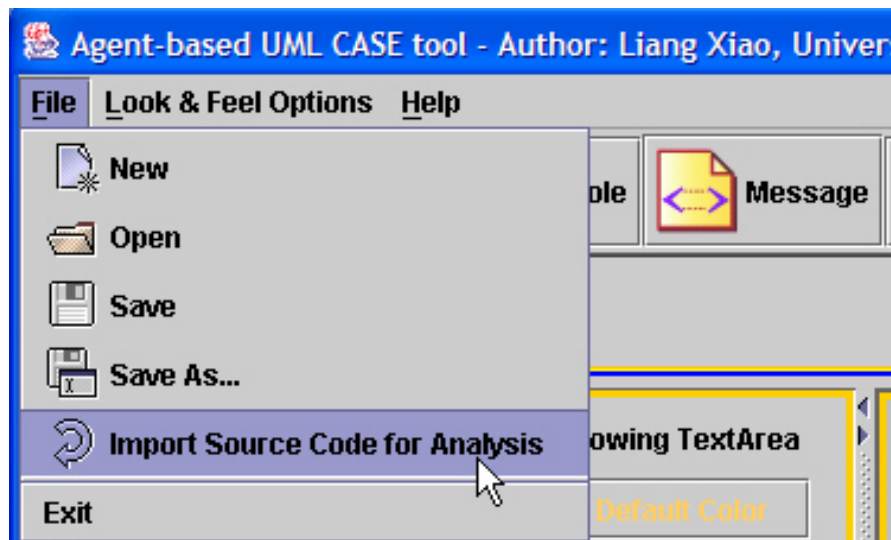 Agent-based UML CASE tool - Author: Liang Xiao, Univer
File Look & Feel Options Help
New
ole Message
Open
Save
Save As...
Import Source Code for Analysis
owing TextArea
Exit
Default Color